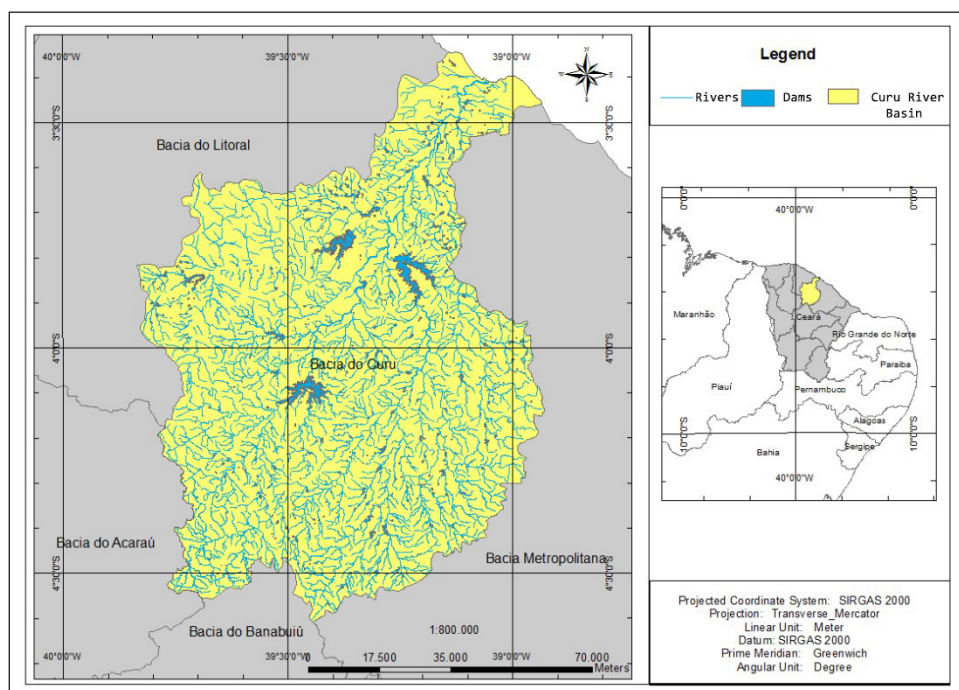 40°0'0"W
39°30'0"W
39°0'0"W
N
3°30'0"S
3°30'0"S
Bacia do Litoral
4°0'0"S
4°0'0"S
Bacia do Curu
Bacia do Acaraú
Bacia Metropolitana
4°30'0"S
4°30'0"S
Bacia do Banabuiú
1:800.000
40°0'0"W
39°30'0"W
39°0'0"W
0 17.500 35.000 70.000
Meters
Legend
Rivers Dams Curu River
Basin
0°0'0"
40°0'0"W
0°0'0"
Maranhão
Ceará
Rio Grande do Norte
Paraiba
Piauí
Pernambuco
Alagoas
Sergipe
Bahia
10°0'0"S
10°0'0"S
40°0'0"W
Projected Coordinate System: SIRGAS 2000
Projection: Transverse_Mercator
Linear Unit: Meter
Datum: SIRGAS 2000
Prime Meridian: Greenwich
Angular Unit: Degree